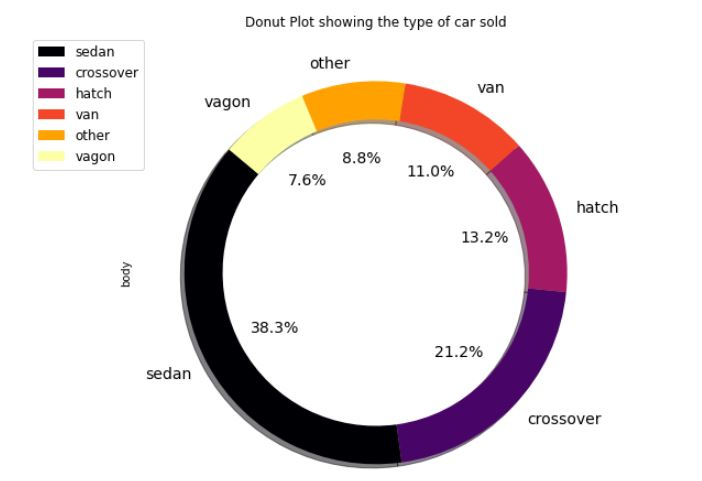 Donut Plot showing the type of car sold
sedan
crossover
hatch
van
other
vagon
other
van
vagon
hatch
sedan
crossover
8.8%
11.0%
7.6%
13.2%
38.3%
21.2%
body